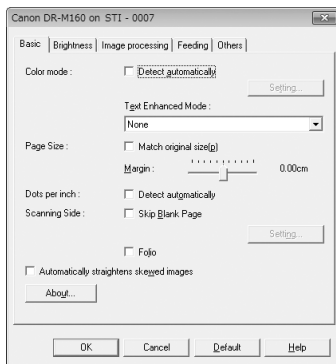 Canon DR-M160 on STI - 0007
Basic Brightness Image processing Feeding Others
Color mode : Detect automatically
Setting...
Text Enhanced Mode :
None
Page Size : Match original size(p)
Margin : 0.00cm
Dots per inch : Detect automatically
Scanning Side : Skip Blank Page
Setting...
Folio
Automatically straightens skewed images
About...
OK Cancel Default Help